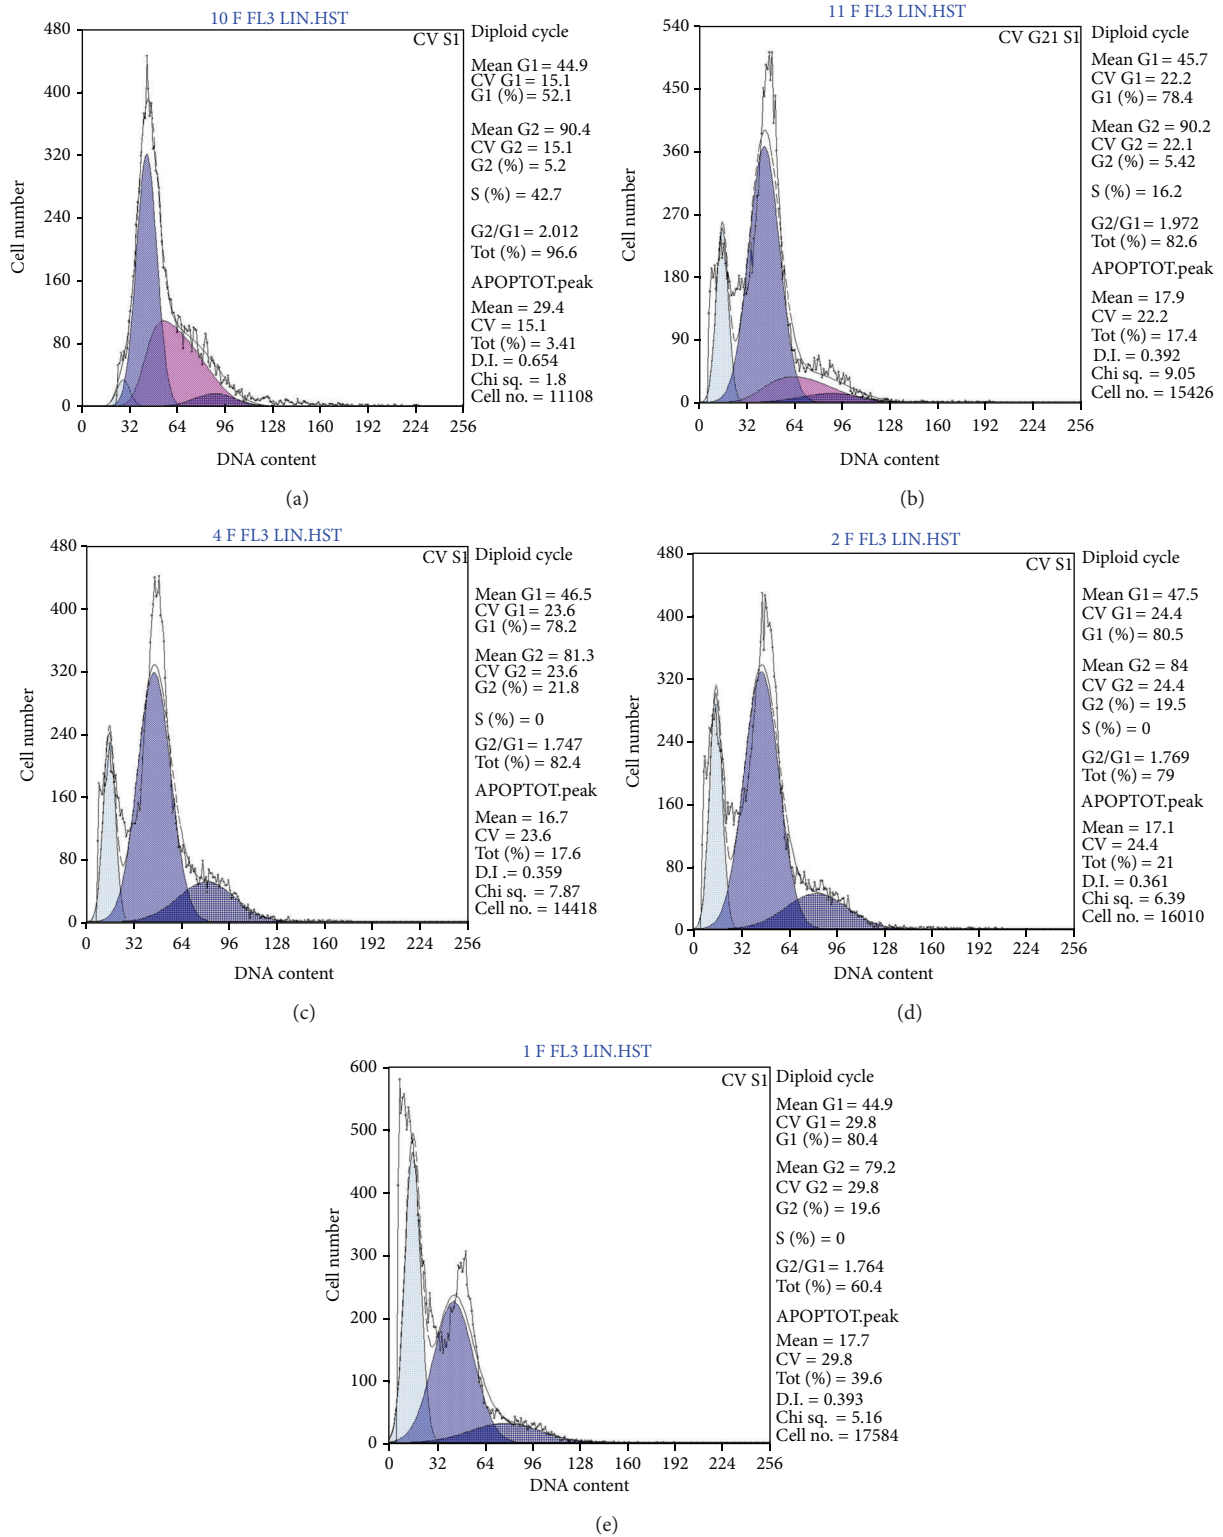 10 F FL3 LIN.HST
CV S1
480
400
320
240
160
80
0
Cell number
0 32 64 96 128 160 192 224 256
DNA content
Diploid cycle
Mean G1 = 44.9
CV G1 = 15.1
G1 (%) = 52.1
Mean G2 = 90.4
CV G2 = 15.1
G2 (%) = 5.2
S (%) = 42.7
G2/G1 = 2.012
Tot (%) = 96.6
APOPTOT.peak
Mean = 29.4
CV = 15.1
Tot (%) = 3.41
D.I. = 0.654
Chi sq. = 1.8
Cell no. = 11108
(a)
11 F FL3 LIN.HST
CV G21 S1
540
450
360
270
180
90
0
Cell number
0 32 64 96 128 160 192 224 256
DNA content
Diploid cycle
Mean G1 = 45.7
CV G1 = 22.2
G1 (%) = 78.4
Mean G2 = 90.2
CV G2 = 22.1
G2 (%) = 5.42
S (%) = 16.2
G2/G1 = 1.972
Tot (%) = 82.6
APOPTOT.peak
Mean = 17.9
CV = 22.2
Tot (%) = 17.4
D.I. = 0.392
Chi sq. = 9.05
Cell no. = 15426
(b)
4 F FL3 LIN.HST
CV S1
480
400
320
240
160
80
0
Cell number
0 32 64 96 128 160 192 224 256
DNA content
Diploid cycle
Mean G1 = 46.5
CV G1 = 23.6
G1 (%) = 78.2
Mean G2 = 81.3
CV G2 = 23.6
G2 (%) = 21.8
S (%) = 0
G2/G1 = 1.747
Tot (%) = 82.4
APOPTOT.peak
Mean = 16.7
CV = 23.6
Tot (%) = 17.6
D.I .= 0.359
Chi sq. = 7.87
Cell no. = 14418
(c)
2 F FL3 LIN.HST
CV S1
480
400
320
240
160
80
0
Cell number
0 32 64 96 128 160 192 224 256
DNA content
Diploid cycle
Mean G1 = 47.5
CV G1 = 24.4
G1 (%) = 80.5
Mean G2 = 84
CV G2 = 24.4
G2 (%) = 19.5
S (%) = 0
G2/G1 = 1.769
Tot (%) = 79
APOPTOT.peak
Mean = 17.1
CV = 24.4
Tot (%) = 21
D.I. = 0.361
Chi sq. = 6.39
Cell no. = 16010
(d)
1 F FL3 LIN.HST
CV S1
600
500
400
300
200
100
0
Cell number
0 32 64 96 128 160 192 224 256
DNA content
Diploid cycle
Mean G1 = 44.9
CV G1 = 29.8
G1 (%) = 80.4
Mean G2 = 79.2
CV G2 = 29.8
G2 (%) = 19.6
S (%) = 0
G2/G1 = 1.764
Tot (%) = 60.4
APOPTOT.peak
Mean = 17.7
CV = 29.8
Tot (%) = 39.6
D.I. = 0.393
Chi sq. = 5.16
Cell no. = 17584
(e)